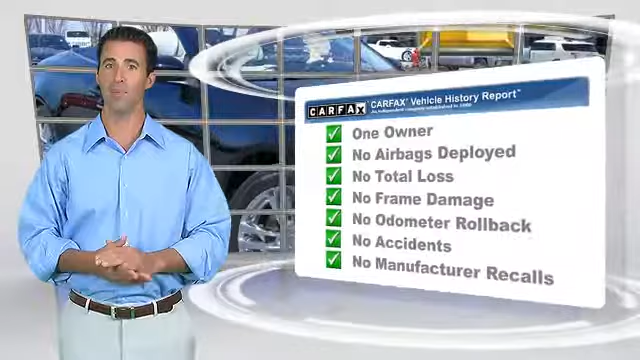 CARFAX CARFAX Vehicle History Report™
One Owner
No Airbags Deployed
No Total Loss
No Frame Damage
No Odometer Rollback
No Accidents
No Manufacturer Recalls